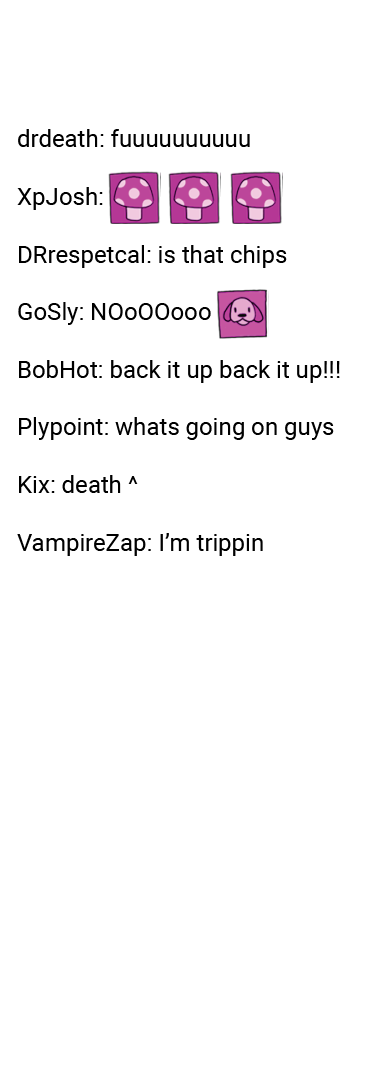 drdeath: fuuuuuuuuuu
XpJosh:
DRrespetcal: is that chips
GoSly: NOoOOooo
BobHot: back it up back it up!!!
Plypoint: whats going on guys
Kix: death ^
VampireZap: I’m trippin